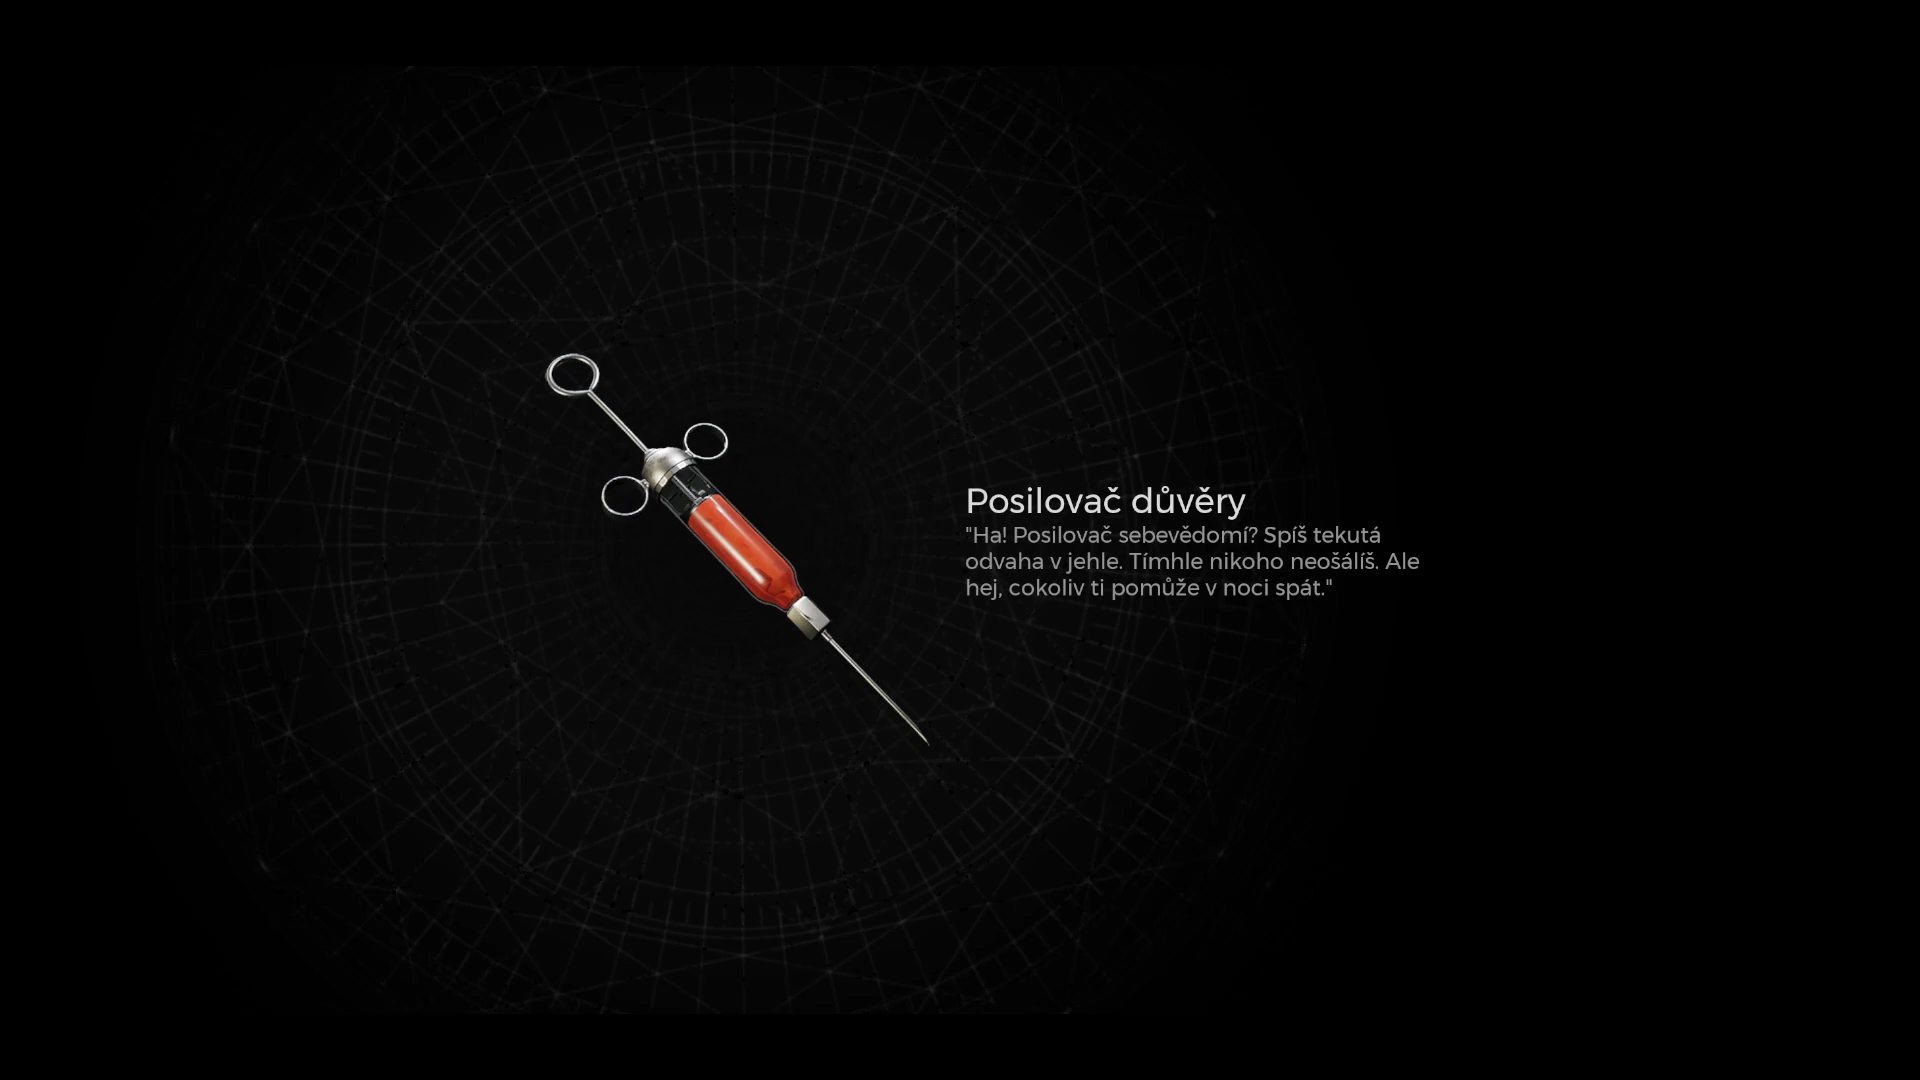 Posilovač důvěry
"Ha! Posilovač sebevědomí? Spíš tekutá
odvaha v jehle. Tímhle nikoho neošálíš. Ale
hej, cokoliv ti pomůže v noci spát."